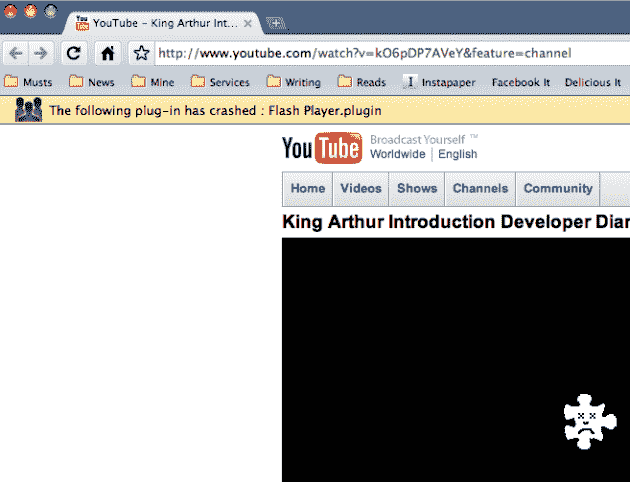 YouTube - King Arthur Int...
http://www.youtube.com/watch?v=kO6pDP7AVeY&feature=channel
Musts News Mine Services Writing Reads I Instapaper Facebook It Delicious It
The following plug-in has crashed : Flash Player.plugin
YouTube Broadcast Yourself ™
Worldwide | English
Home Videos Shows Channels Community
King Arthur Introduction Developer Diar